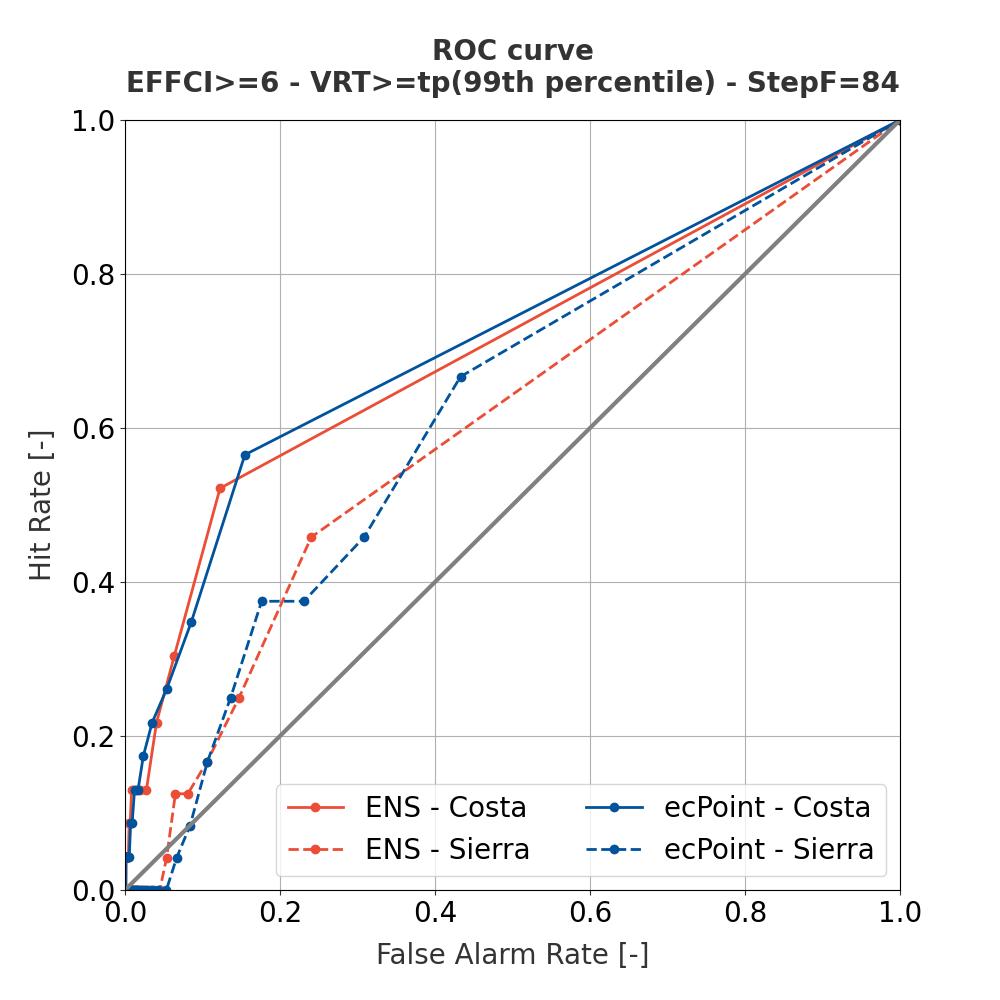 ROC curve
EFFCI>=6 - VRT>=tp(99th percentile) - StepF=84
1.0
0.8
0.6
0.4
0.2
0.0
Hit Rate [-]
ENS - Costa
ENS - Sierra
ecPoint - Costa
ecPoint - Sierra
0.0 0.2 0.4 0.6 0.8 1.0
False Alarm Rate [-]